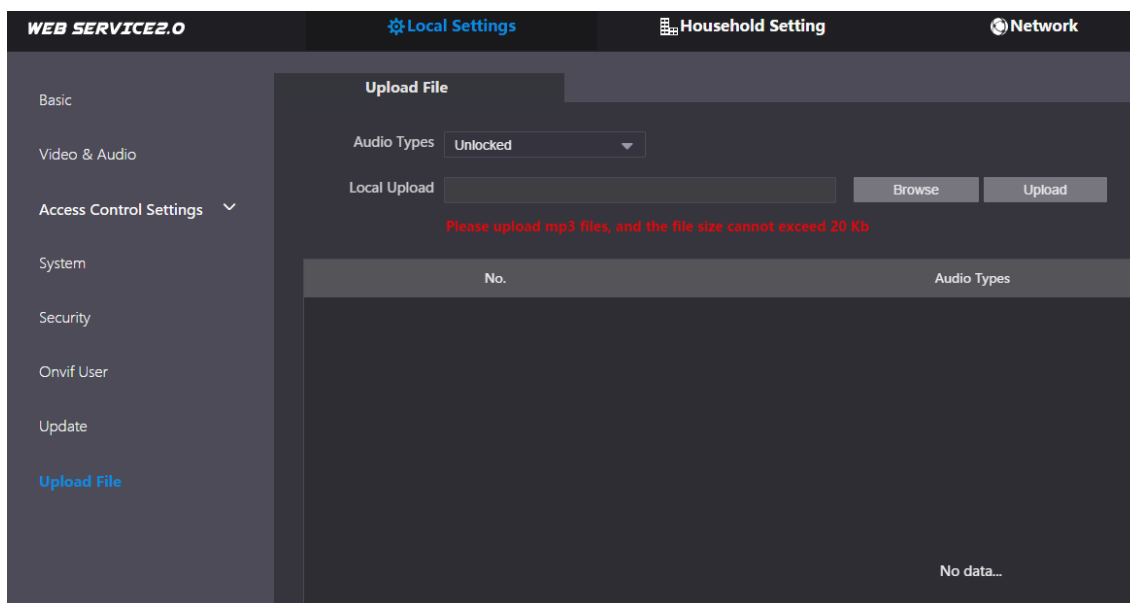 WEB SERVICE2.0
Local Settings
Household Setting
Network
Basic
Video & Audio
Access Control Settings
System
Security
Onvif User
Update
Upload File
Upload File
Audio Types Unlocked
Local Upload Browse Upload
Please upload mp3 files, and the file size cannot exceed 20 Kb
No. Audio Types
No data...